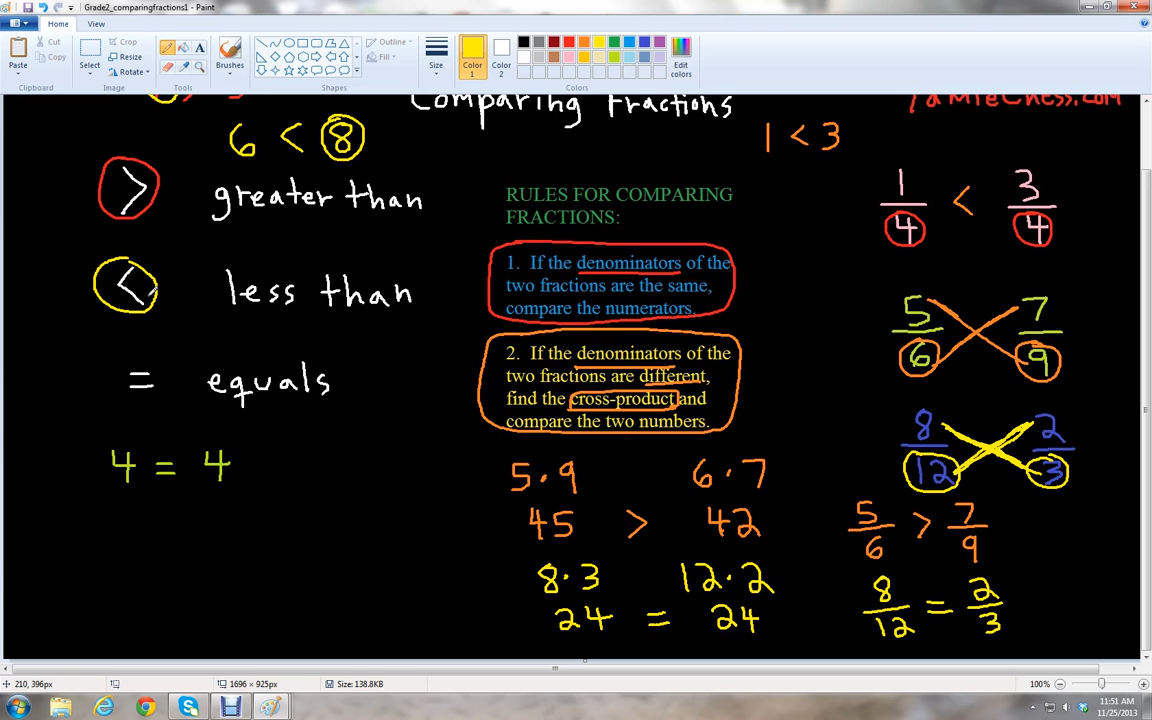 Grade2_comparingfractions1 - Paint
Home View
Paste Cut Copy Select Crop Resize Rotate Brushes Outline Fill Size Color 1 Color 2 Edit colors
Clipboard Image Tools Shapes Colors
Comparing Fractions
YamieChess.com
6 < 8
1 < 3
> greater than
< less than
= equals
4 = 4
RULES FOR COMPARING
FRACTIONS:
1. If the denominators of the
two fractions are the same,
compare the numerators.
2. If the denominators of the
two fractions are different,
find the cross-product and
compare the two numbers.
5·9 6·7
45 > 42
8·3 12·2
24 = 24
1/4 < 3/4
5/6 7/9
8/12 2/3
5/6 > 7/9
8/12 = 2/3
210, 396px 1696 × 925px Size: 138.8KB 100%
11:51 AM
11/25/2013